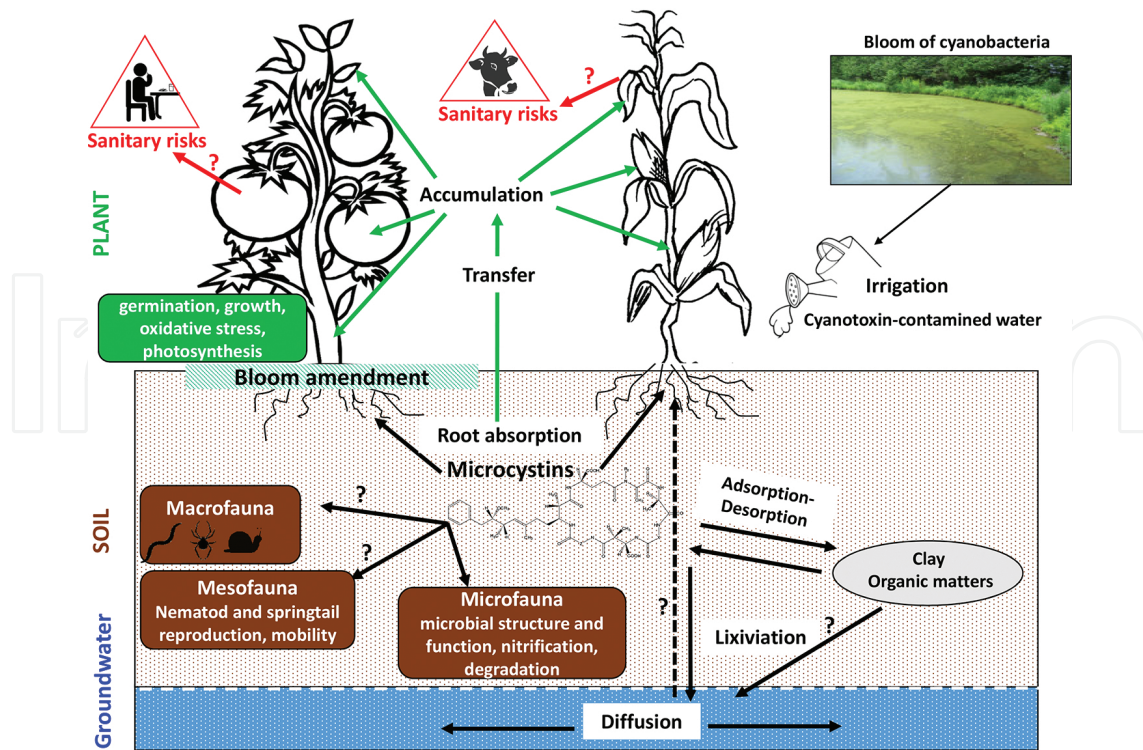 Bloom of cyanobacteria
?
Sanitary risks
?
Sanitary risks
Accumulation
PLANT
Transfer
Irrigation
Cyanotoxin-contamined water
germination, growth,
oxidative stress,
photosynthesis
Bloom amendment
Root absorption
Microcystins
Adsorption-
Desorption
SOIL
Macrofauna
?
?
Mesofauna
Nematod and springtail
reproduction, mobility
Microfauna
microbial structure and
function, nitrification,
degradation
Clay
Organic matters
?
Lixiviation
?
Groundwater
Diffusion